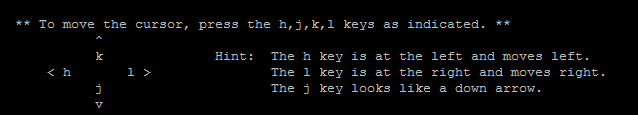 ** To move the cursor, press the h,j,k,l keys as indicated. **
^
k Hint: The h key is at the left and moves left.
< h l > The l key is at the right and moves right.
j The j key looks like a down arrow.
v